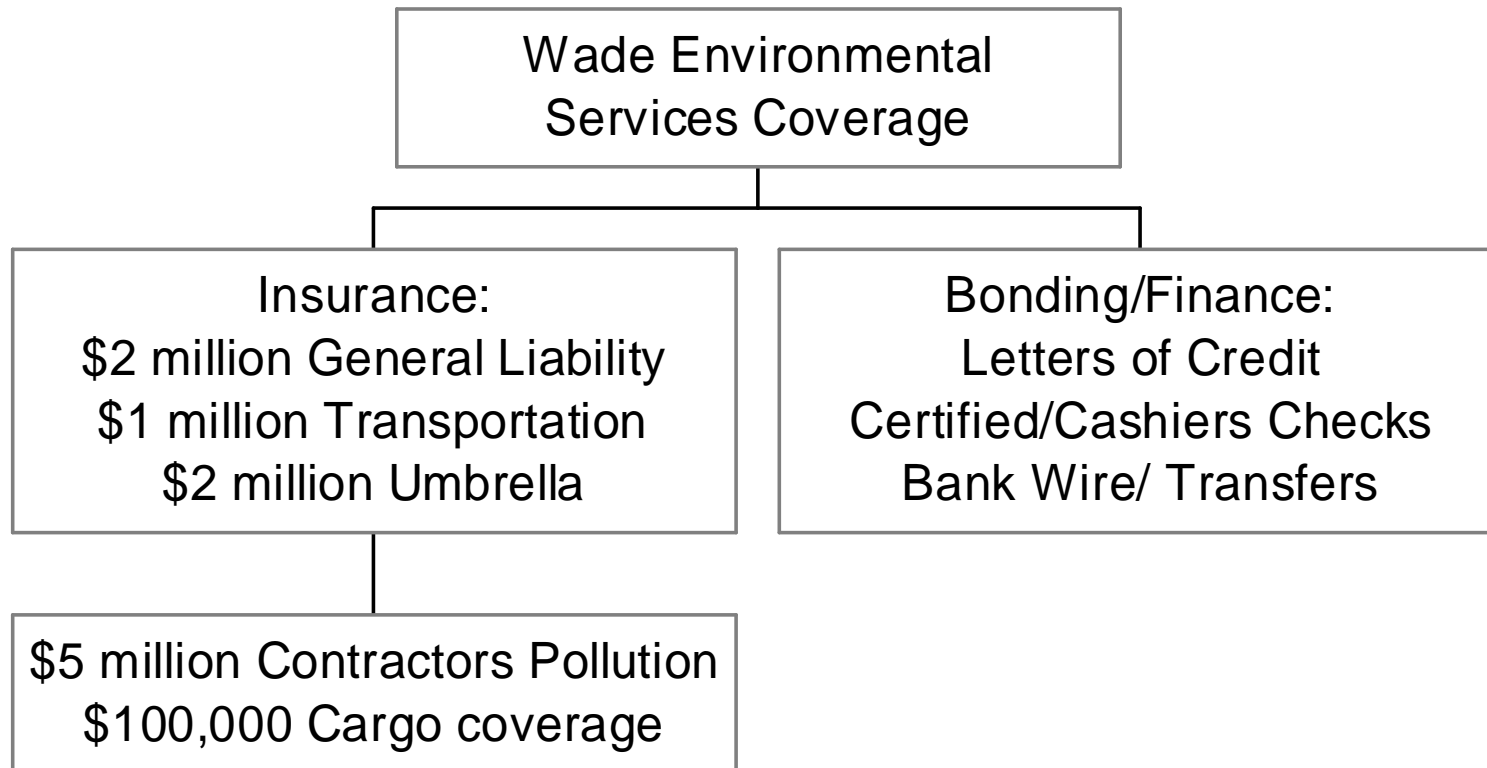 Wade Environmental
Services Coverage
Insurance:
$2 million General Liability
$1 million Transportation
$2 million Umbrella
Bonding/Finance:
Letters of Credit
Certified/Cashiers Checks
Bank Wire/ Transfers
$5 million Contractors Pollution
$100,000 Cargo coverage